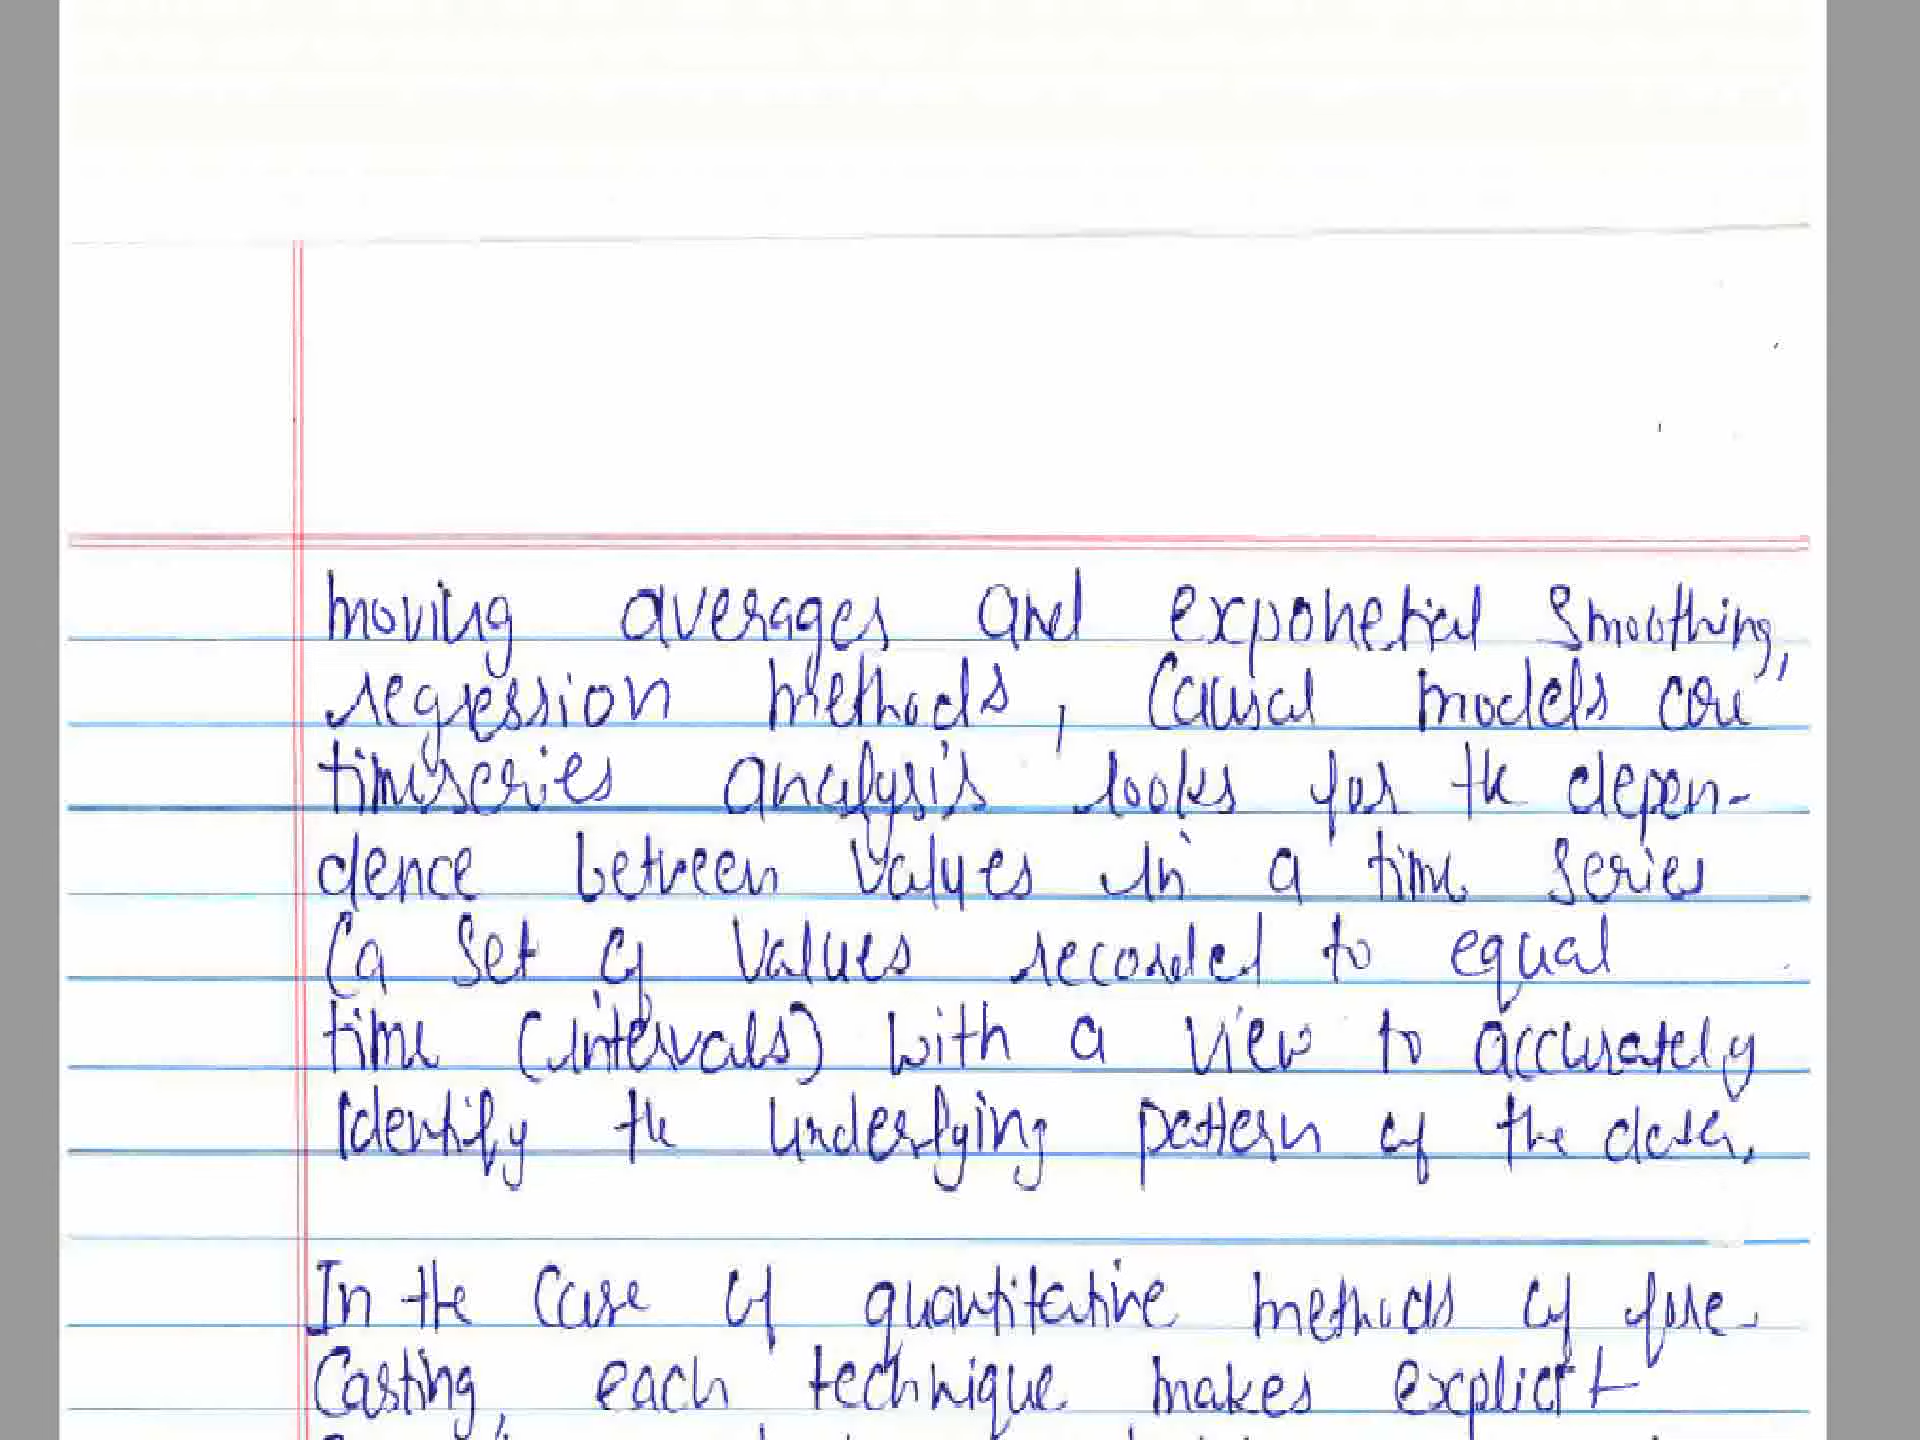 moving averages and exponetial smoothing,
regression methods, causal models
timeseries analysis looks for the depen-
dence between values in a time series
(a set of values recorded to equal
time (intervals) with a view to accurately
identify the underlying pattern of the data.
In the case of quantitative methods of fore-
casting, each technique makes explicit